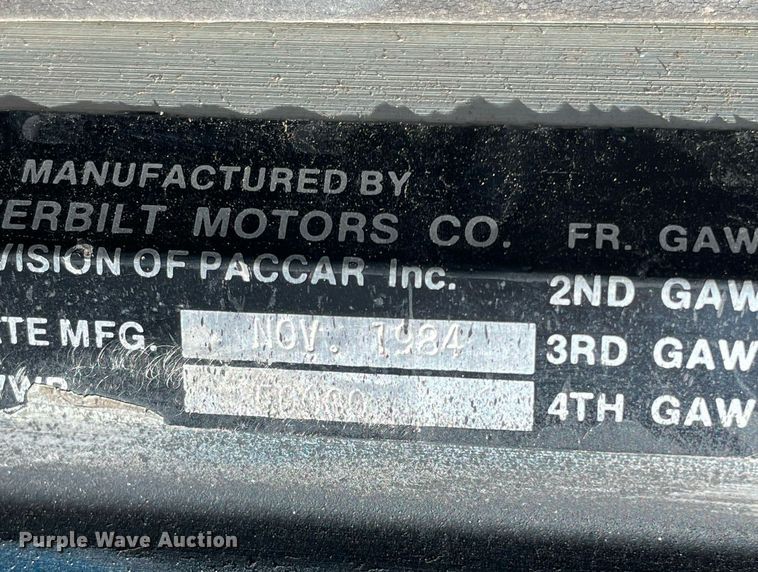 MANUFACTURED BY
TERBILT MOTORS CO. FR. GAW
VISION OF PACCAR Inc. 2ND GAW
TE MFG. NOV. 1984 3RD GAW
4TH GAW
Purple Wave Auction